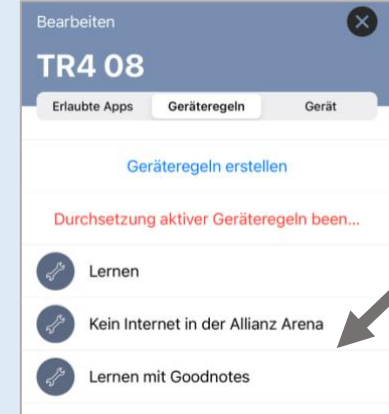 Bearbeiten
TR4 08
Erlaubte Apps Geräteregeln Gerät
Geräteregeln erstellen
Durchsetzung aktiver Geräteregeln been...
Lernen
Kein Internet in der Allianz Arena
Lernen mit Goodnotes